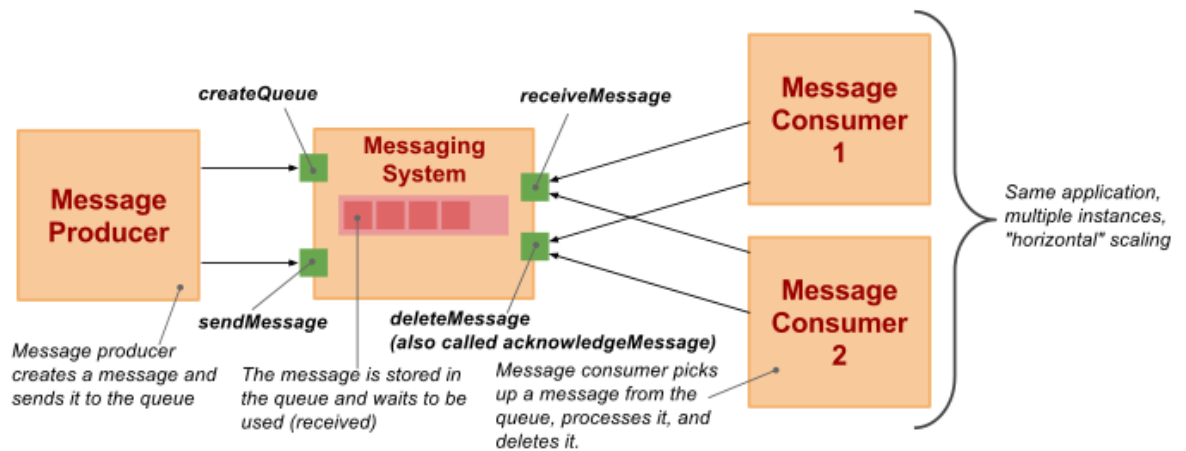 createQueue
receiveMessage
Message
Producer
Messaging
System
Message
Consumer
1
Same application,
multiple instances,
"horizontal" scaling
sendMessage
deleteMessage
(also called acknowledgeMessage)
Message
Consumer
2
Message producer
creates a message and
sends it to the queue
The message is stored in
the queue and waits to be
used (received)
Message consumer picks
up a message from the
queue, processes it, and
deletes it.